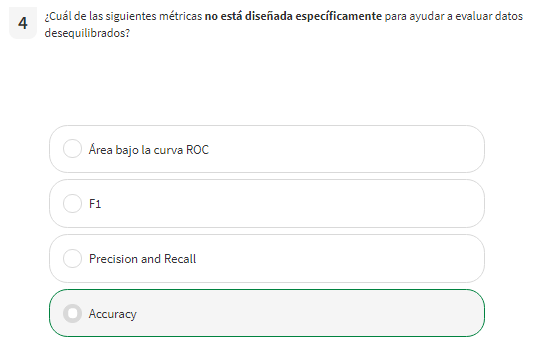 4
¿Cuál de las siguientes métricas no está diseñada específicamente para ayudar a evaluar datos
desequilibrados?
Área bajo la curva ROC
F1
Precision and Recall
Accuracy